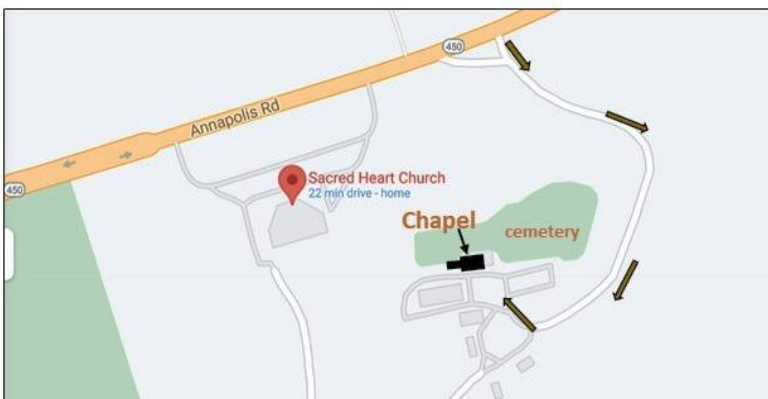 450
Annapolis Rd
450
Sacred Heart Church
22 min drive - home
Chapel
cemetery